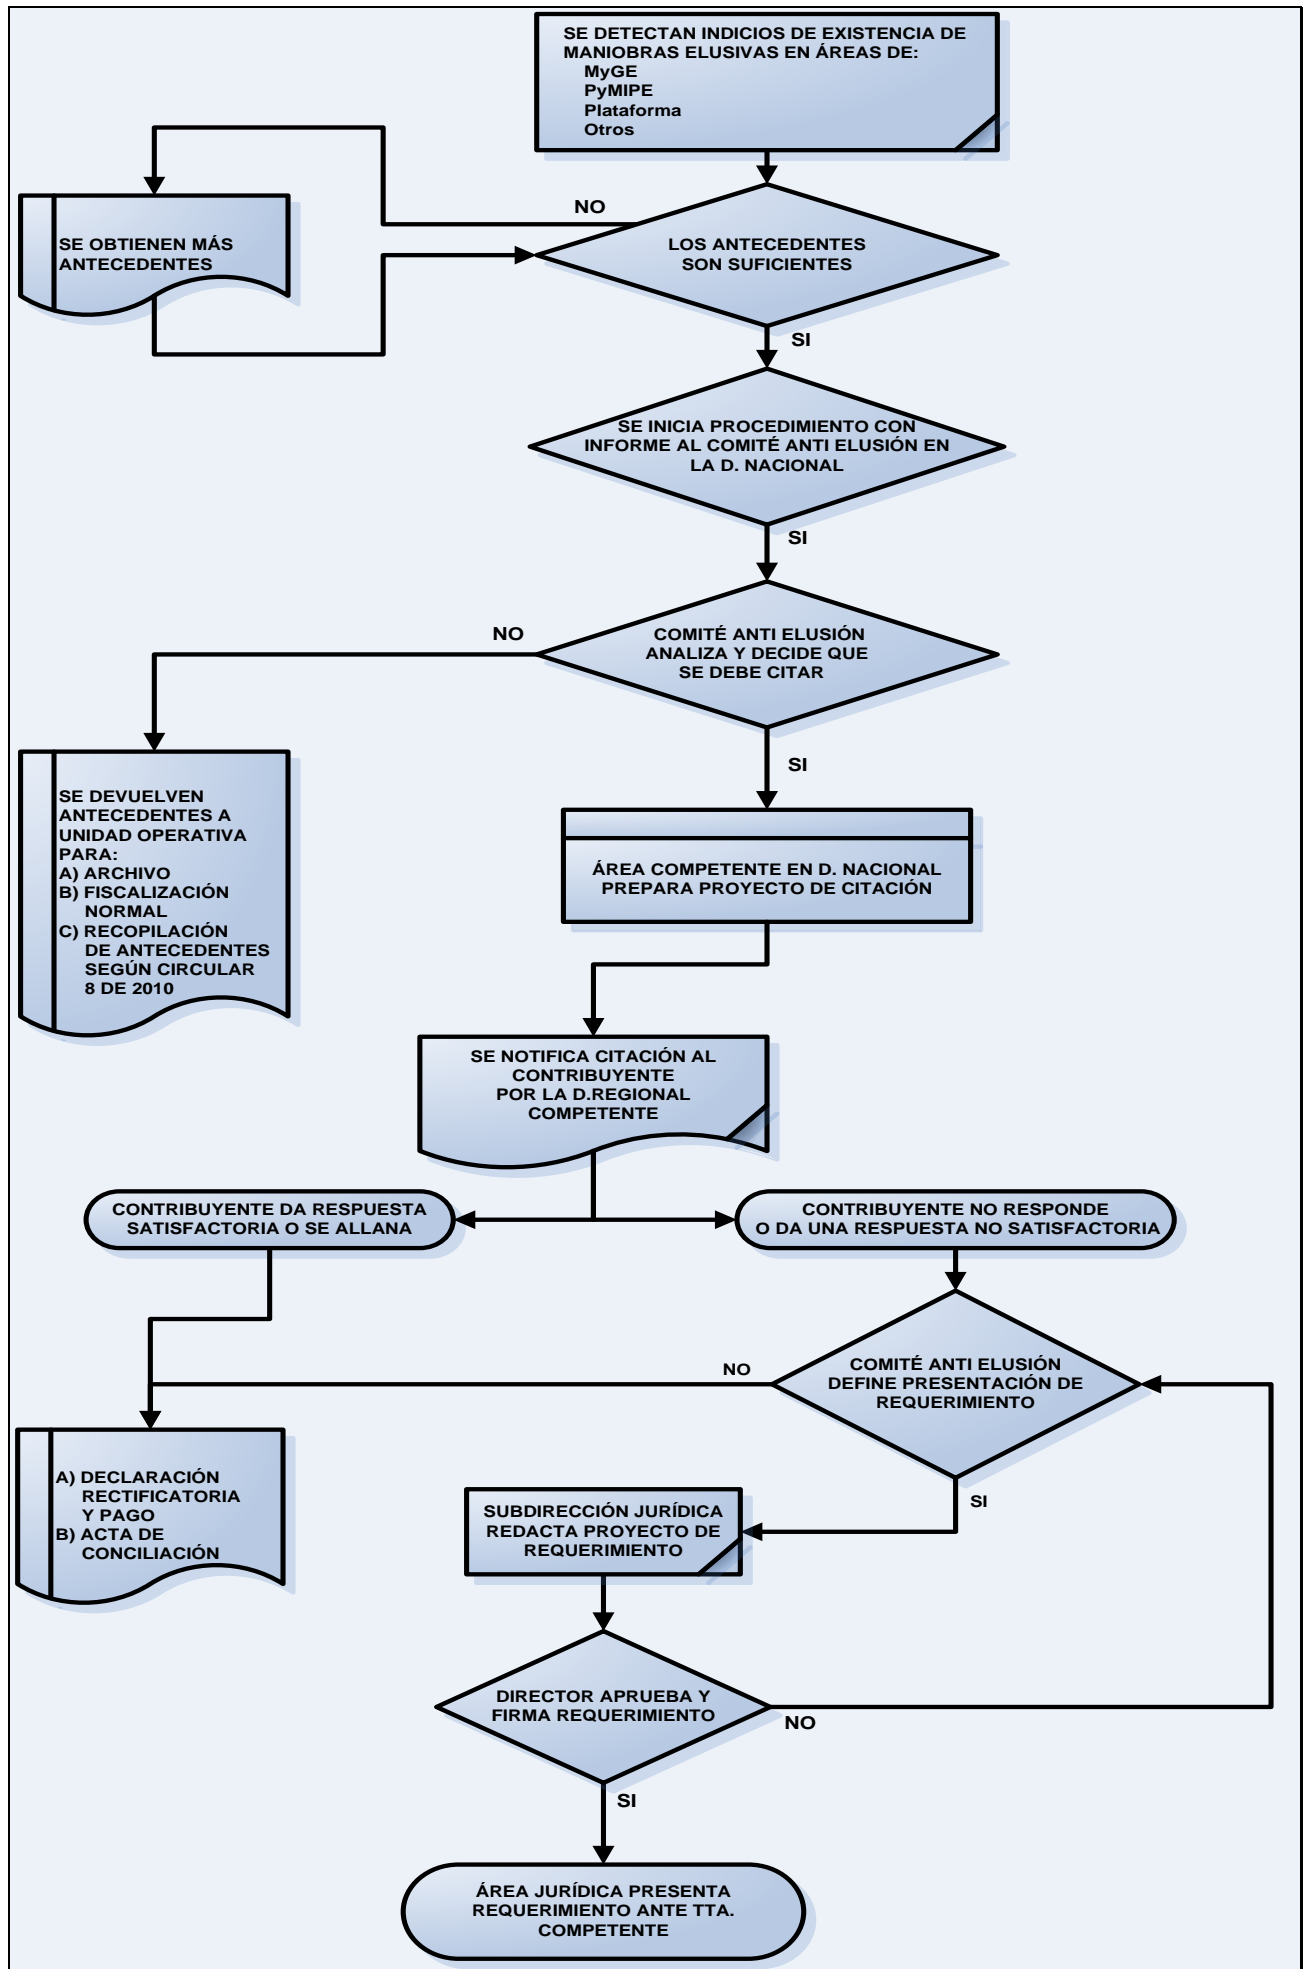 SE DETECTAN INDICIOS DE EXISTENCIA DE
MANIOBRAS ELUSIVAS EN ÁREAS DE:
MyGE
PyMIPE
Plataforma
Otros
NO
SE OBTIENEN MÁS
ANTECEDENTES
LOS ANTECEDENTES
SON SUFICIENTES
SI
SE INICIA PROCEDIMIENTO CON
INFORME AL COMITÉ ANTI ELUSIÓN EN
LA D. NACIONAL
SI
NO
COMITÉ ANTI ELUSIÓN
ANALIZA Y DECIDE QUE
SE DEBE CITAR
SI
SE DEVUELVEN
ANTECEDENTES A
UNIDAD OPERATIVA
PARA:
A) ARCHIVO
B) FISCALIZACIÓN
NORMAL
C) RECOPILACIÓN
DE ANTECEDENTES
SEGÚN CIRCULAR
8 DE 2010
ÁREA COMPETENTE EN D. NACIONAL
PREPARA PROYECTO DE CITACIÓN
SE NOTIFICA CITACIÓN AL
CONTRIBUYENTE
POR LA D.REGIONAL
COMPETENTE
CONTRIBUYENTE DA RESPUESTA
SATISFACTORIA O SE ALLANA
CONTRIBUYENTE NO RESPONDE
O DA UNA RESPUESTA NO SATISFACTORIA
NO
COMITÉ ANTI ELUSIÓN
DEFINE PRESENTACIÓN DE
REQUERIMIENTO
SI
A) DECLARACIÓN
RECTIFICATORIA
Y PAGO
B) ACTA DE
CONCILIACIÓN
SUBDIRECCIÓN JURÍDICA
REDACTA PROYECTO DE
REQUERIMIENTO
DIRECTOR APRUEBA Y
FIRMA REQUERIMIENTO
NO
SI
ÁREA JURÍDICA PRESENTA
REQUERIMIENTO ANTE TTA.
COMPETENTE